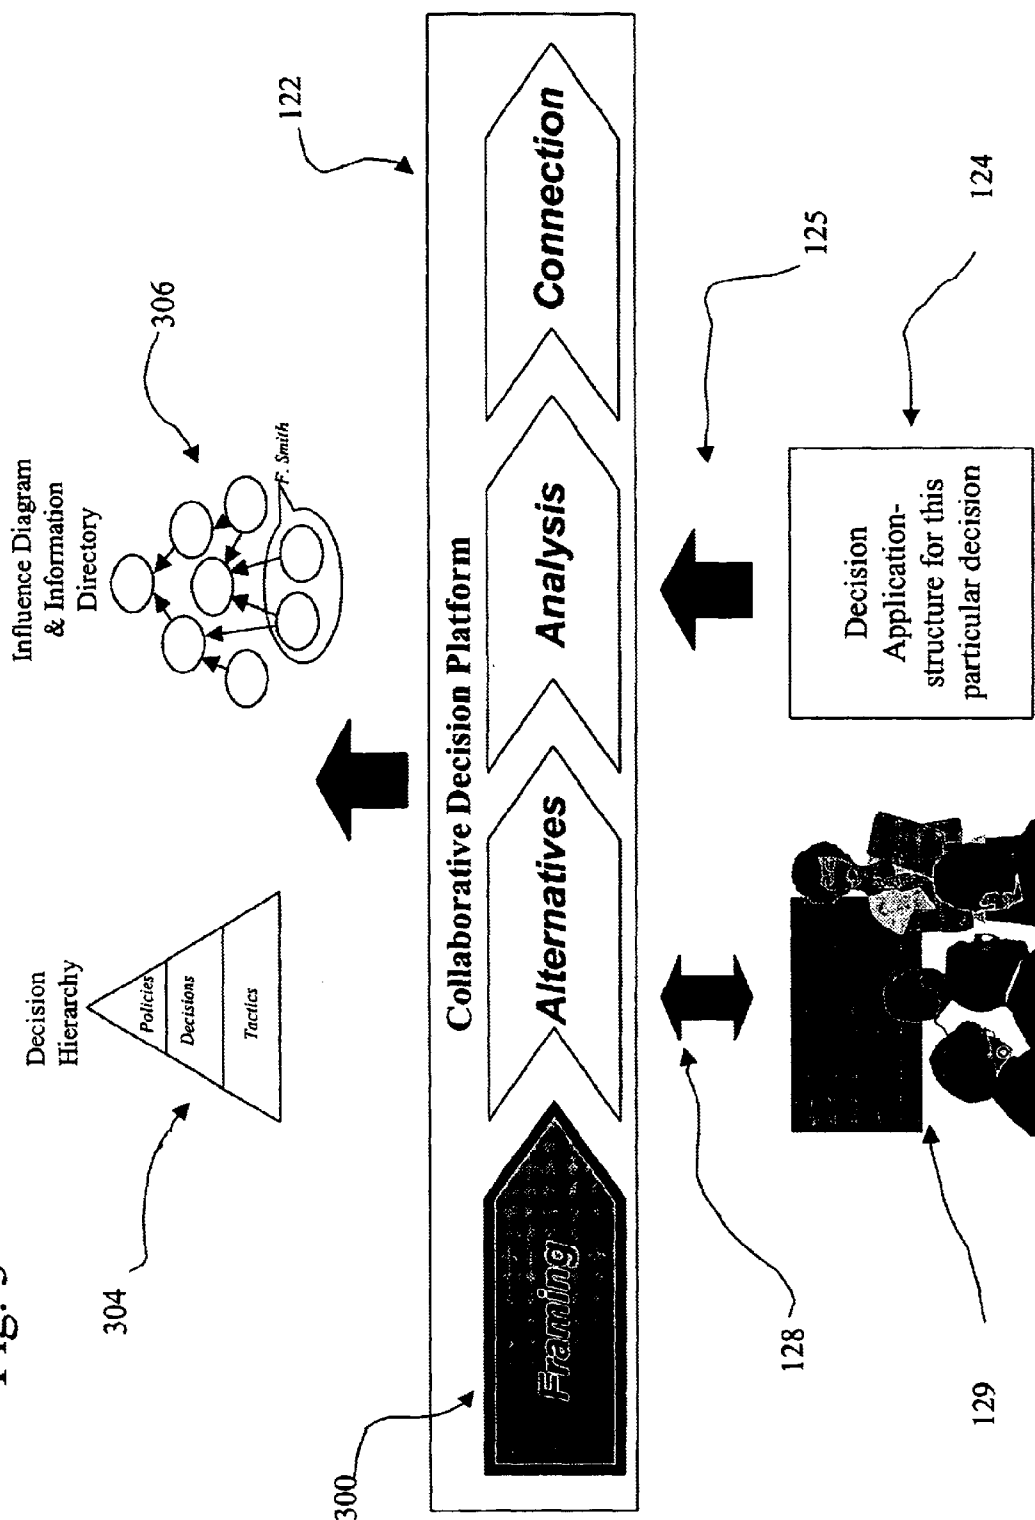 Decision
Hierarchy
Influence Diagram
& Information
Directory
304
Policies
Decisions
Tactics
306
F. Smith
122
300
Collaborative Decision Platform
Framing
Alternatives
Analysis
Connection
128
125
129
124
Decision
Application-
structure for this
particular decision